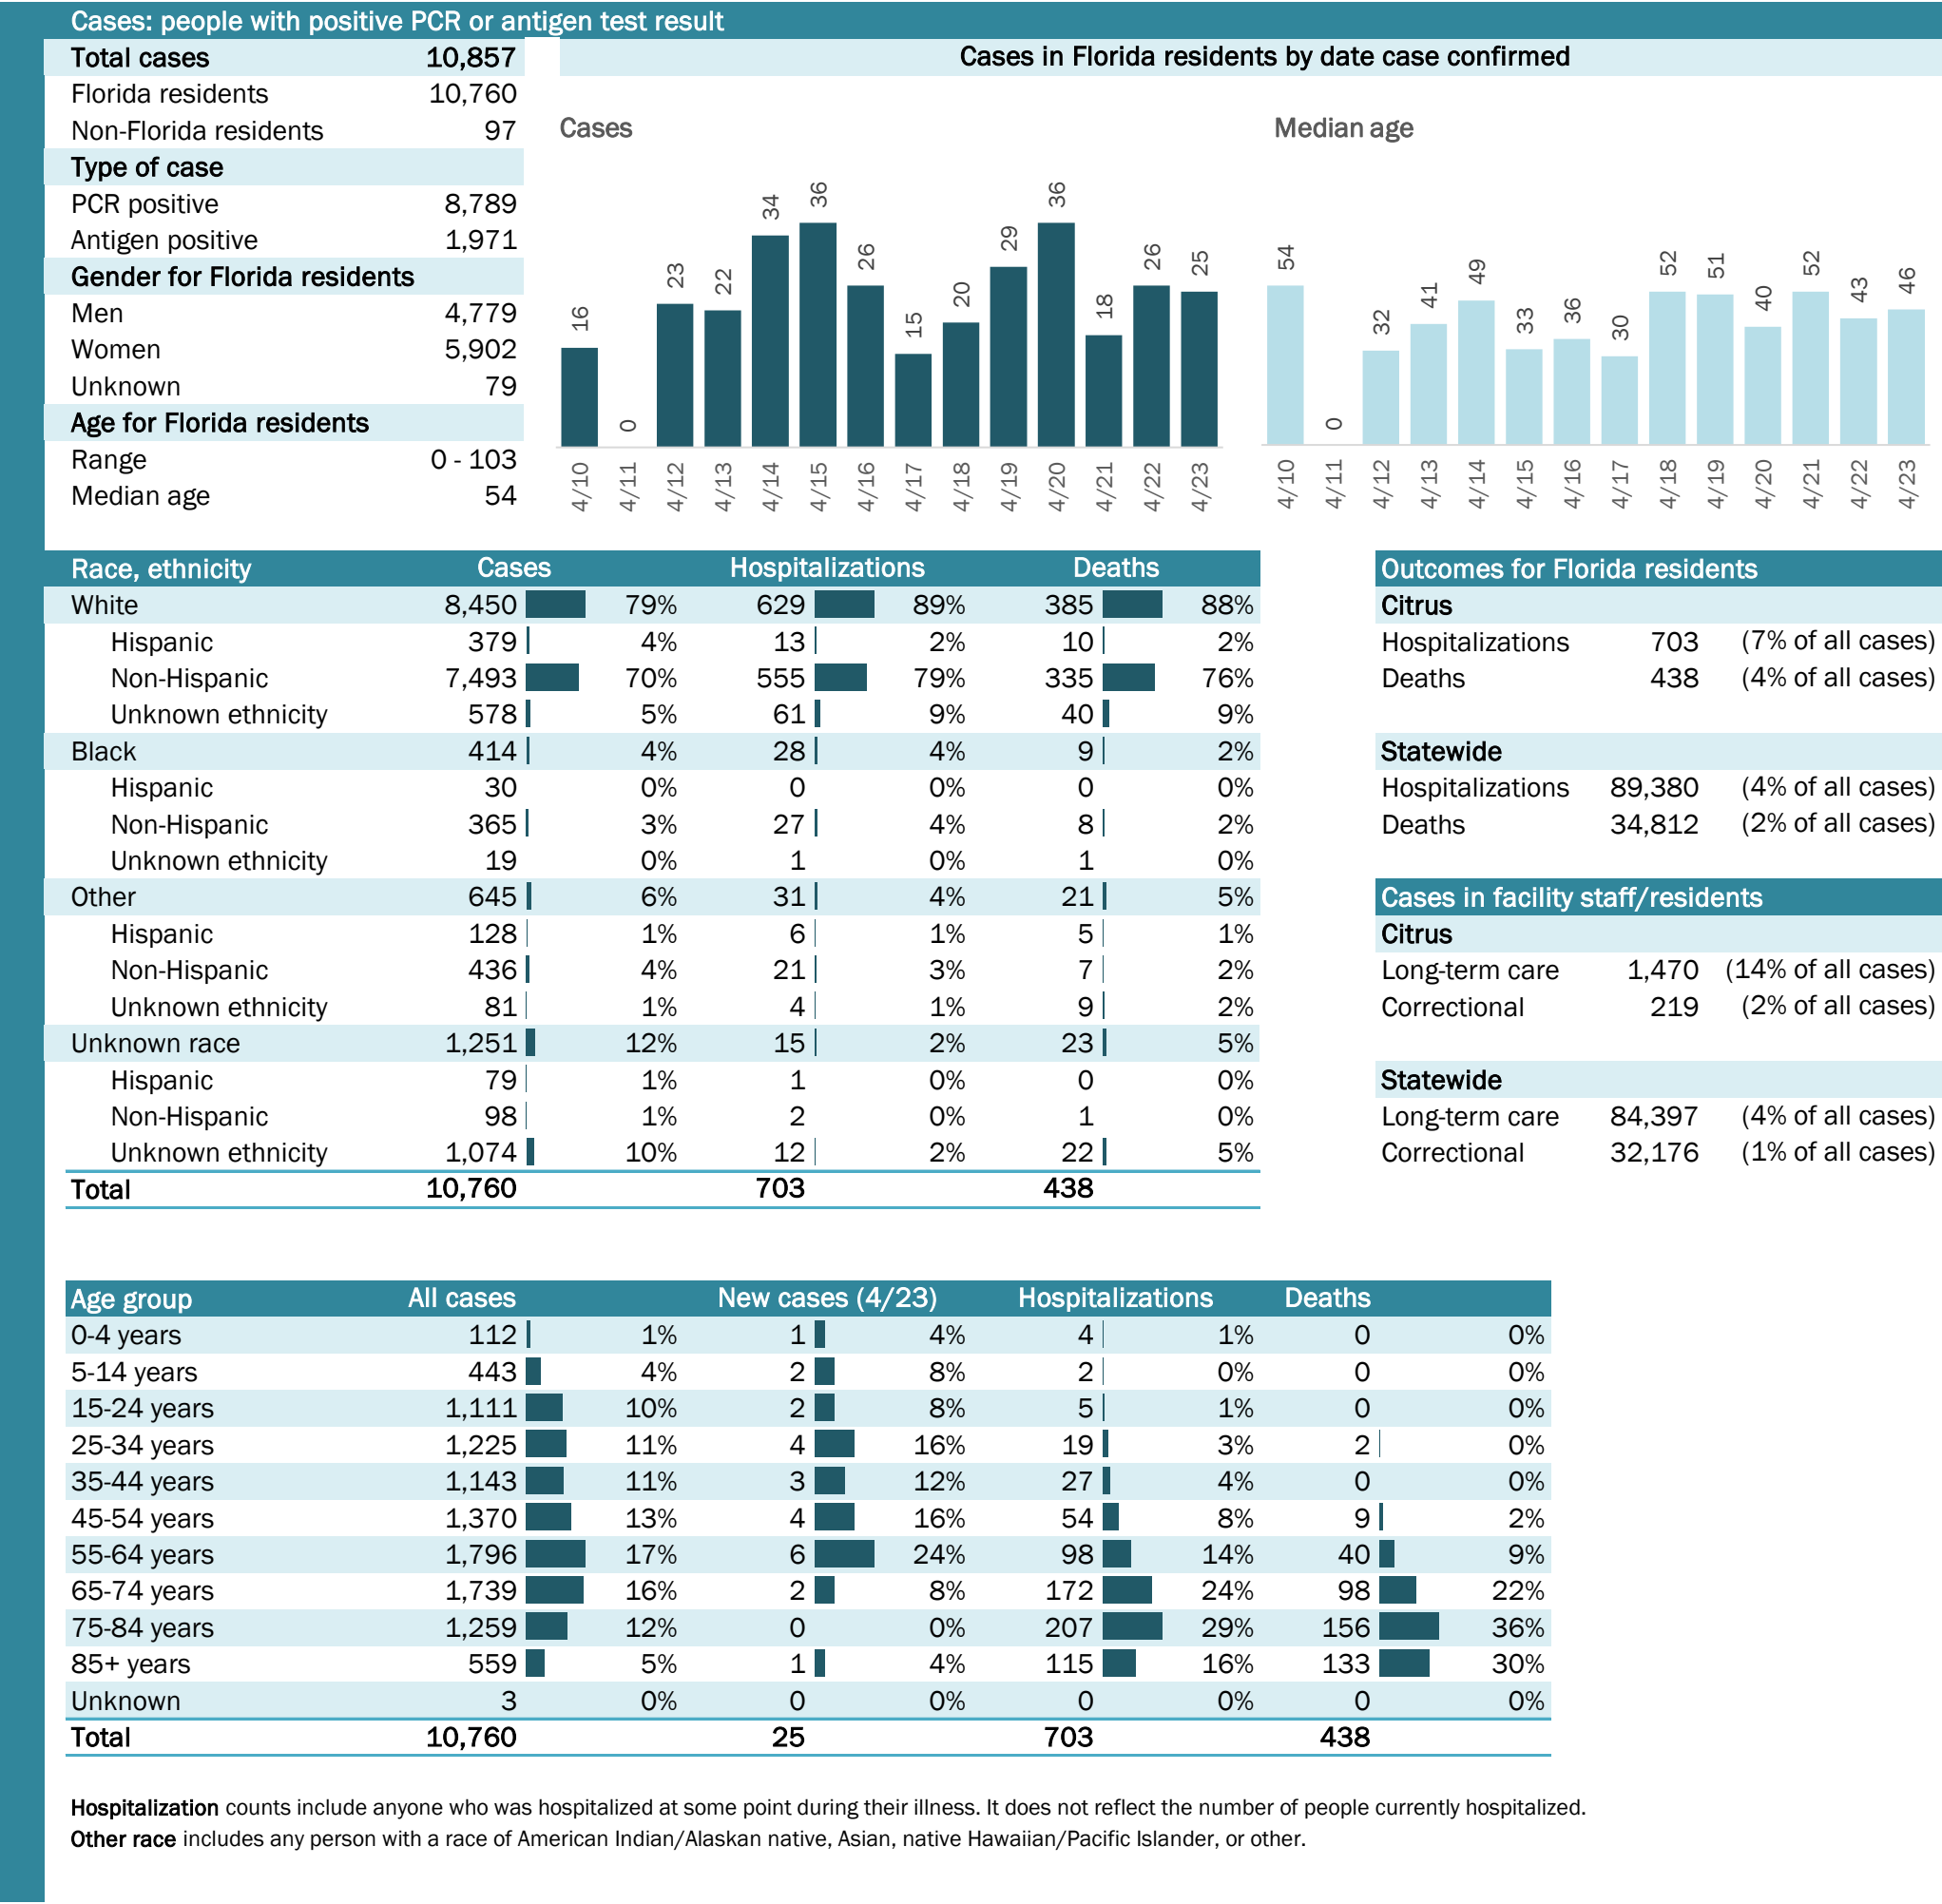 Cases: people with positive PCR or antigen test result
Total cases 10,857
Florida residents 10,760
Non-Florida residents 97
Type of case
PCR positive 8,789
Antigen positive 1,971
Gender for Florida residents
Men 4,779
Women 5,902
Unknown 79
Age for Florida residents
Range 0 - 103
Median age 54
Cases in Florida residents by date case confirmed
Cases
16 0 23 22 34 36 26 15 20 29 36 18 26 25
4/10 4/11 4/12 4/13 4/14 4/15 4/16 4/17 4/18 4/19 4/20 4/21 4/22 4/23
Median age
54 0 32 41 49 33 36 30 52 51 40 52 43 46
4/10 4/11 4/12 4/13 4/14 4/15 4/16 4/17 4/18 4/19 4/20 4/21 4/22 4/23
Race, ethnicity Cases Hospitalizations Deaths
White 8,450 79% 629 89% 385 88%
Hispanic 379 4% 13 2% 10 2%
Non-Hispanic 7,493 70% 555 79% 335 76%
Unknown ethnicity 578 5% 61 9% 40 9%
Black 414 4% 28 4% 9 2%
Hispanic 30 0% 0 0% 0 0%
Non-Hispanic 365 3% 27 4% 8 2%
Unknown ethnicity 19 0% 1 0% 1 0%
Other 645 6% 31 4% 21 5%
Hispanic 128 1% 6 1% 5 1%
Non-Hispanic 436 4% 21 3% 7 2%
Unknown ethnicity 81 1% 4 1% 9 2%
Unknown race 1,251 12% 15 2% 23 5%
Hispanic 79 1% 1 0% 0 0%
Non-Hispanic 98 1% 2 0% 1 0%
Unknown ethnicity 1,074 10% 12 2% 22 5%
Total 10,760 703 438
Outcomes for Florida residents
Citrus
Hospitalizations 703 (7% of all cases)
Deaths 438 (4% of all cases)
Statewide
Hospitalizations 89,380 (4% of all cases)
Deaths 34,812 (2% of all cases)
Cases in facility staff/residents
Citrus
Long-term care 1,470 (14% of all cases)
Correctional 219 (2% of all cases)
Statewide
Long-term care 84,397 (4% of all cases)
Correctional 32,176 (1% of all cases)
Age group All cases New cases (4/23) Hospitalizations Deaths
0-4 years 112 1% 1 4% 4 1% 0 0%
5-14 years 443 4% 2 8% 2 0% 0 0%
15-24 years 1,111 10% 2 8% 5 1% 0 0%
25-34 years 1,225 11% 4 16% 19 3% 2 0%
35-44 years 1,143 11% 3 12% 27 4% 0 0%
45-54 years 1,370 13% 4 16% 54 8% 9 2%
55-64 years 1,796 17% 6 24% 98 14% 40 9%
65-74 years 1,739 16% 2 8% 172 24% 98 22%
75-84 years 1,259 12% 0 0% 207 29% 156 36%
85+ years 559 5% 1 4% 115 16% 133 30%
Unknown 3 0% 0 0% 0 0% 0 0%
Total 10,760 25 703 438
Hospitalization counts include anyone who was hospitalized at some point during their illness. It does not reflect the number of people currently hospitalized.
Other race includes any person with a race of American Indian/Alaskan native, Asian, native Hawaiian/Pacific Islander, or other.